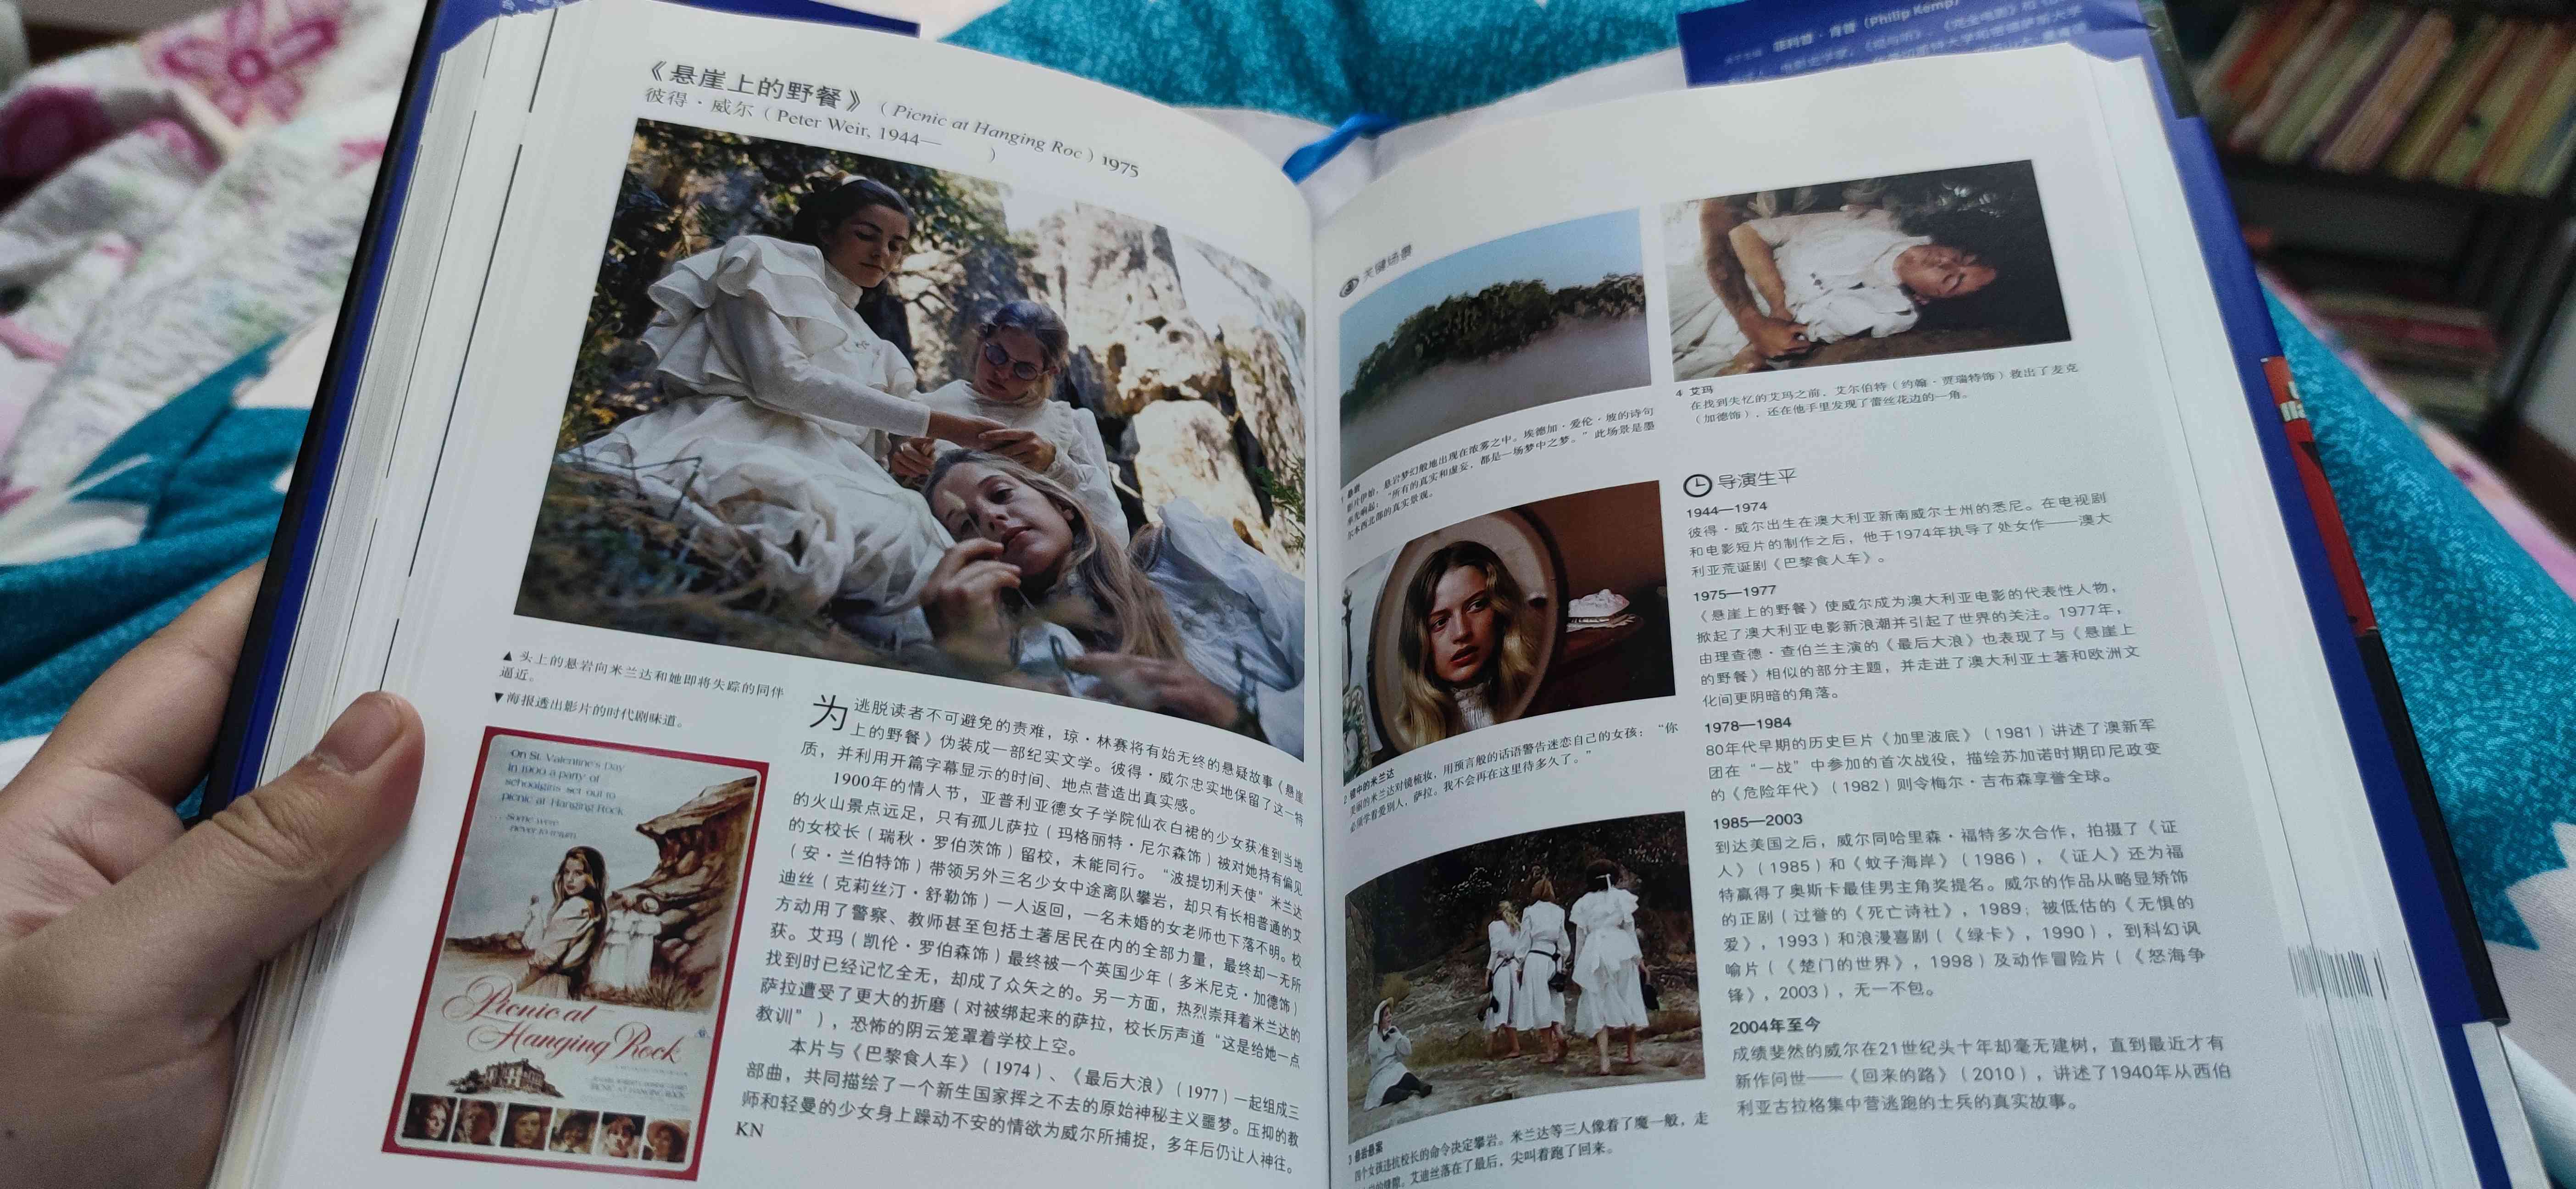 《悬崖上的野餐》（Picnic at Hanging Roc）1975
彼得·威尔（Peter Weir, 1944—　）
▲ 头上的悬岩向米兰达和她即将失踪的同伴
逼近。
▼ 海报透出影片的时代剧味道。
On St. Valentine's Day
in 1900 a party of
schoolgirls set out to
picnic at Hanging Rock
... Some were
never to return.
Picnic at
Hanging Rock
为逃脱读者不可避免的责难，琼·林赛将有始无终的悬疑故事《悬崖
上的野餐》伪装成一部纪实文学。彼得·威尔忠实地保留了这一特
质，并利用开篇字幕显示的时间、地点营造出真实感。
1900年的情人节，亚普利亚德女子学院仙衣白裙的少女获准到当地
的火山景点远足，只有孤儿萨拉（玛格丽特·尼尔森饰）被对她持有偏见
的女校长（瑞秋·罗伯茨饰）留校，未能同行。“波提切利天使”米兰达
（安·兰伯特饰）带领另外三名少女中途离队攀岩，却只有长相普通的艾
迪丝（克莉丝汀·舒勒饰）一人返回，一名未婚的女老师也下落不明。校
方动用了警察、教师甚至包括土著居民在内的全部力量，最终却一无所
获。艾玛（凯伦·罗伯森饰）最终被一个英国少年（多米尼克·加德饰）
找到时已经记忆全无，却成了众矢之的。另一方面，热烈崇拜着米兰达的
萨拉遭受了更大的折磨（对被绑起来的萨拉，校长厉声道“这是给她一点
教训”），恐怖的阴云笼罩着学校上空。
本片与《巴黎食人车》（1974）、《最后大浪》（1977）一起组成三
部曲，共同描绘了一个新生国家挥之不去的原始神秘主义噩梦。压抑的教
师和轻曼的少女身上躁动不安的情欲为威尔所捕捉，多年后仍让人神往。
KN
关键场景
1 悬岩
影片伊始，悬岩梦幻般地出现在浓雾之中。埃德加·爱伦·坡的诗句
响起：“所有的真实和虚妄，都是一场梦中之梦。”此场景是墨
尔本西北部的真实景观。
2 镜中的米兰达
美丽的米兰达对镜梳妆，用预言般的话语警告迷恋自己的女孩：“你
必须学着爱别人，萨拉。我不会再在这里待多久了。”
3 悬岩悬案
四个女孩违抗校长的命令决定攀岩。米兰达等三人像着了魔一般，走
缝隙。艾迪丝落在了最后，尖叫着跑了回来。
4 艾玛
在找到失忆的艾玛之前，艾尔伯特（约翰·贾瑞特饰）救出了麦克
（加德饰），还在他手里发现了蕾丝花边的一角。
导演生平
1944—1974
彼得·威尔出生在澳大利亚新南威尔士州的悉尼。在电视剧
和电影短片的制作之后，他于1974年执导了处女作——澳大
利亚荒诞剧《巴黎食人车》。
1975—1977
《悬崖上的野餐》使威尔成为澳大利亚电影的代表性人物，
掀起了澳大利亚电影新浪潮并引起了世界的关注。1977年，
由理查德·查伯兰主演的《最后大浪》也表现了与《悬崖上
的野餐》相似的部分主题，并走进了澳大利亚土著和欧洲文
化间更阴暗的角落。
1978—1984
80年代早期的历史巨片《加里波底》（1981）讲述了澳新军
团在“一战”中参加的首次战役，描绘苏加诺时期印尼政变
的《危险年代》（1982）则令梅尔·吉布森享誉全球。
1985—2003
到达美国之后，威尔同哈里森·福特多次合作，拍摄了《证
人》（1985）和《蚊子海岸》（1986），《证人》还为福
特赢得了奥斯卡最佳男主角奖提名。威尔的作品从略显矫饰
的正剧（过誉的《死亡诗社》，1989；被低估的《无惧的
爱》，1993）和浪漫喜剧（《绿卡》，1990），到科幻讽
喻片（《楚门的世界》，1998）及动作冒险片（《怒海争
锋》，2003），无一不包。
2004年至今
成绩斐然的威尔在21世纪头十年却毫无建树，直到最近才有
新作问世——《回来的路》（2010），讲述了1940年从西伯
利亚古拉格集中营逃跑的士兵的真实故事。
菲利普·肯普（Philip Kemp）